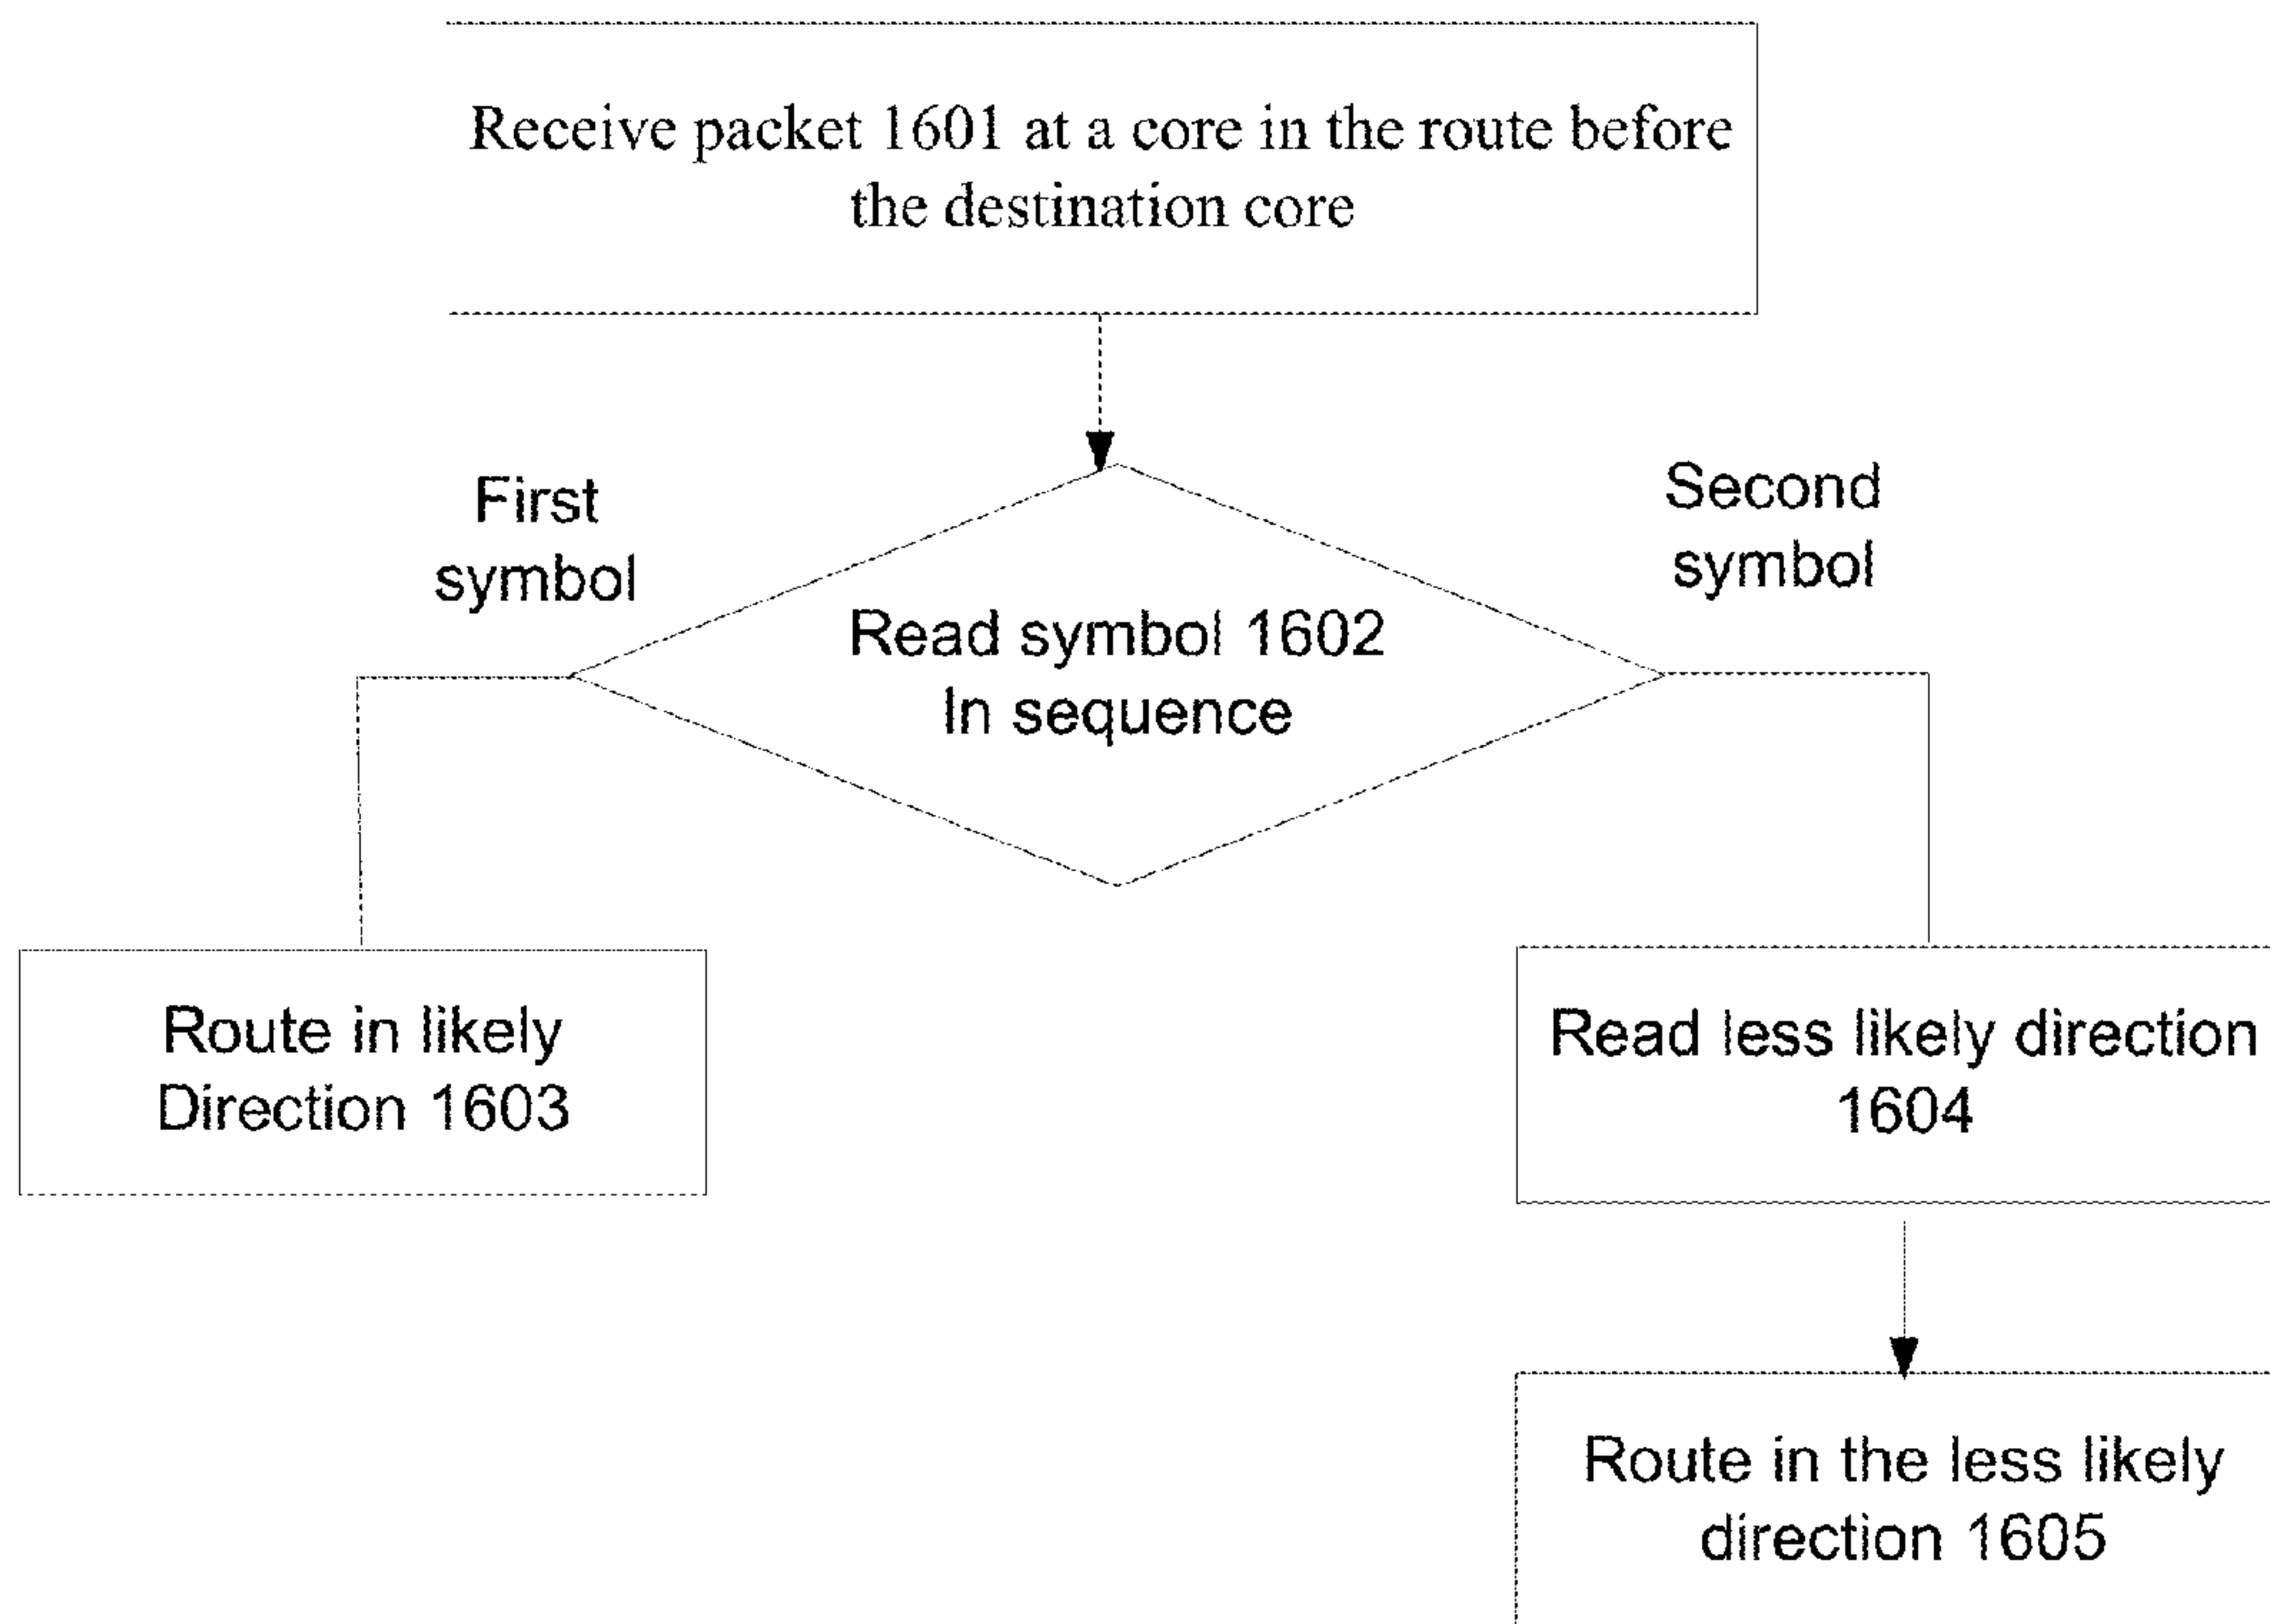 Receive packet 1601 at a core in the route before
the destination core
First
symbol
Second
symbol
Read symbol 1602
In sequence
Route in likely
Direction 1603
Read less likely direction
1604
Route in the less likely
direction 1605